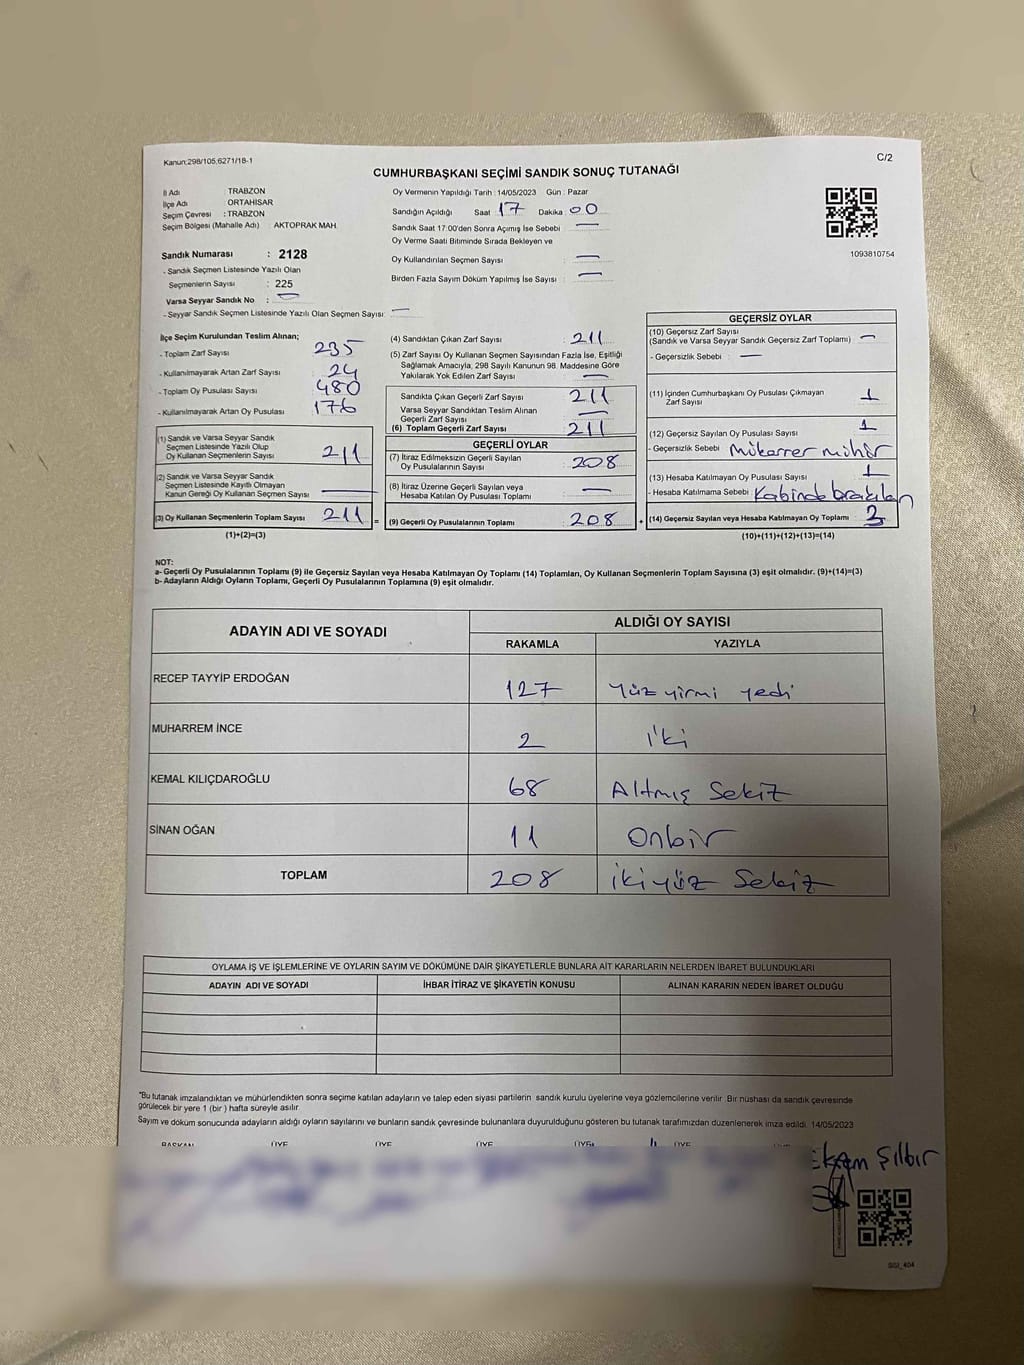 Kanun:298/105,6271/18-1
C/2
CUMHURBAŞKANI SEÇİMİ SANDIK SONUÇ TUTANAĞI
İl Adı : TRABZON
İlçe Adı : ORTAHİSAR
Seçim Çevresi : TRABZON
Seçim Bölgesi (Mahalle Adı) : AKTOPRAK MAH.
Sandık Numarası : 2128
- Sandık Seçmen Listesinde Yazılı Olan
Seçmenlerin Sayısı : 225
Varsa Seyyar Sandık No : —
- Seyyar Sandık Seçmen Listesinde Yazılı Olan Seçmen Sayısı: —
Oy Vermenin Yapıldığı Tarih : 14/05/2023 Gün : Pazar
Sandığın Açıldığı Saat 17 Dakika 00
Sandık Saat 17:00'den Sonra Açımış İse Sebebi : —
Oy Verme Saati Bitiminde Sırada Bekleyen ve
Oy Kullandırılan Seçmen Sayısı : —
Birden Fazla Sayım Döküm Yapılmış İse Sayısı : —
1093810754
İlçe Seçim Kurulundan Teslim Alınan;
- Toplam Zarf Sayısı 235
- Kullanılmayarak Artan Zarf Sayısı 24
- Toplam Oy Pusulası Sayısı 480
- Kullanılmayarak Artan Oy Pusulası 176
(1) Sandık ve Varsa Seyyar Sandık
Seçmen Listesinde Yazılı Olup
Oy Kullanan Seçmenlerin Sayısı 211
(2) Sandık ve Varsa Seyyar Sandık
Seçmen Listesinde Kayıtlı Olmayan
Kanun Gereği Oy Kullanan Seçmen Sayısı —
(3) Oy Kullanan Seçmenlerin Toplam Sayısı 211 =
(1)+(2)=(3)
(4) Sandıktan Çıkan Zarf Sayısı 211
(5) Zarf Sayısı Oy Kullanan Seçmen Sayısından Fazla İse, Eşitliği
Sağlamak Amacıyla, 298 Sayılı Kanunun 98. Maddesine Göre
Yakılarak Yok Edilen Zarf Sayısı —
Sandıkta Çıkan Geçerli Zarf Sayısı 211
Varsa Seyyar Sandıktan Teslim Alınan
Geçerli Zarf Sayısı —
(6) Toplam Geçerli Zarf Sayısı 211
GEÇERLİ OYLAR
(7) İtiraz Edilmeksizin Geçerli Sayılan
Oy Pusulalarının Sayısı 208
(8) İtiraz Üzerine Geçerli Sayılan veya
Hesaba Katılan Oy Pusulası Toplamı —
(9) Geçerli Oy Pusulalarının Toplamı 208 +
GEÇERSİZ OYLAR
(10) Geçersiz Zarf Sayısı
(Sandık ve Varsa Seyyar Sandık Geçersiz Zarf Toplamı) —
- Geçersizlik Sebebi : —
(11) İçinden Cumhurbaşkanı Oy Pusulası Çıkmayan
Zarf Sayısı 1
(12) Geçersiz Sayılan Oy Pusulası Sayısı 1
- Geçersizlik Sebebi : Mükerrer mühür
(13) Hesaba Katılmayan Oy Pusulası Sayısı 1
- Hesaba Katılmama Sebebi : Kabinde bırakılan
(14) Geçersiz Sayılan veya Hesaba Katılmayan Oy Toplamı 3
(10)+(11)+(12)+(13)=(14)
NOT:
a- Geçerli Oy Pusulalarının Toplamı (9) ile Geçersiz Sayılan veya Hesaba Katılmayan Oy Toplamı (14) Toplamları, Oy Kullanan Seçmenlerin Toplam Sayısına (3) eşit olmalıdır. (9)+(14)=(3)
b- Adayların Aldığı Oyların Toplamı, Geçerli Oy Pusulalarının Toplamına (9) eşit olmalıdır.
ADAYIN ADI VE SOYADI
ALDIĞI OY SAYISI
RAKAMLA YAZIYLA
RECEP TAYYİP ERDOĞAN 127 Yüz yirmi yedi
MUHARREM İNCE 2 iki
KEMAL KILIÇDAROĞLU 68 Altmış Sekiz
SİNAN OĞAN 11 Onbir
TOPLAM 208 ikiyüz Sekiz
OYLAMA İŞ VE İŞLEMLERİNE VE OYLARIN SAYIM VE DÖKÜMÜNE DAİR ŞİKAYETLERLE BUNLARA AİT KARARLARIN NELERDEN İBARET BULUNDUKLARI
ADAYIN ADI VE SOYADI İHBAR İTİRAZ VE ŞİKAYETİN KONUSU ALINAN KARARIN NEDEN İBARET OLDUĞU
"Bu tutanak imzalandıktan ve mühürlendikten sonra seçime katılan adayların ve talep eden siyasi partilerin sandık kurulu üyelerine veya gözlemcilerine verilir. Bir nüshası da sandık çevresinde
görülecek bir yere 1 (bir) hafta süreyle asılır.
Sayım ve döküm sonucunda adayların aldığı oyların sayılarını ve bunların sandık çevresinde bulunanlara duyurulduğunu gösteren bu tutanak tarafımızdan düzenlenerek imza edildi. 14/05/2023
BAŞKAN ÜYE ÜYE ÜYE ÜYE ÜYE
Ekrem Şılbır